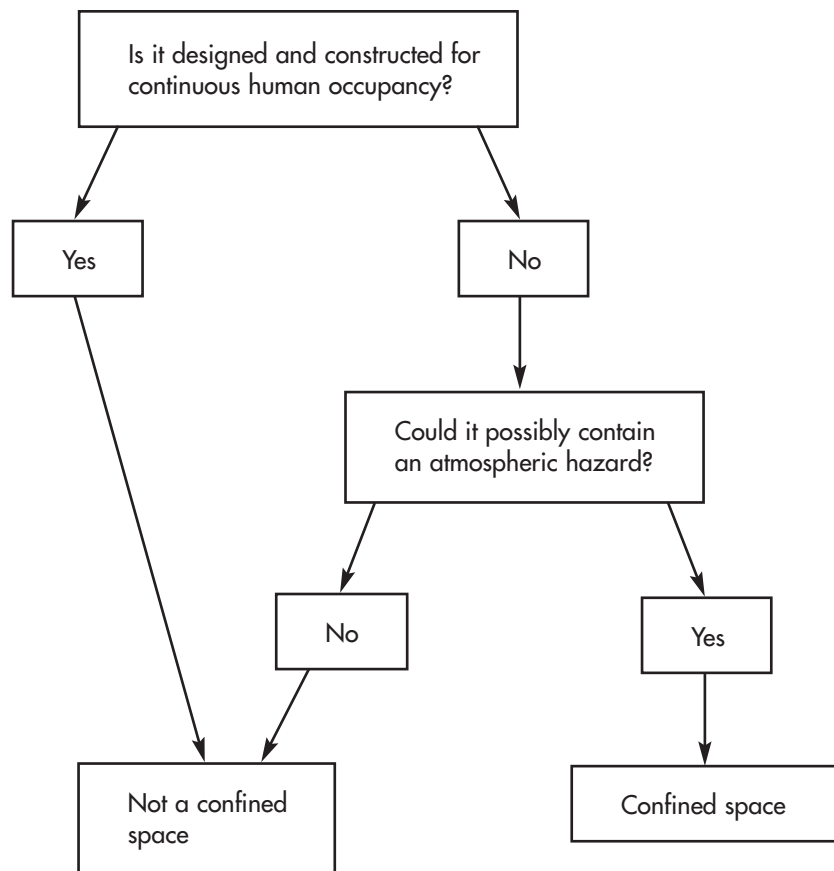 Is it designed and constructed for
continuous human occupancy?
Yes
No
Could it possibly contain
an atmospheric hazard?
No
Yes
Not a confined
space
Confined space